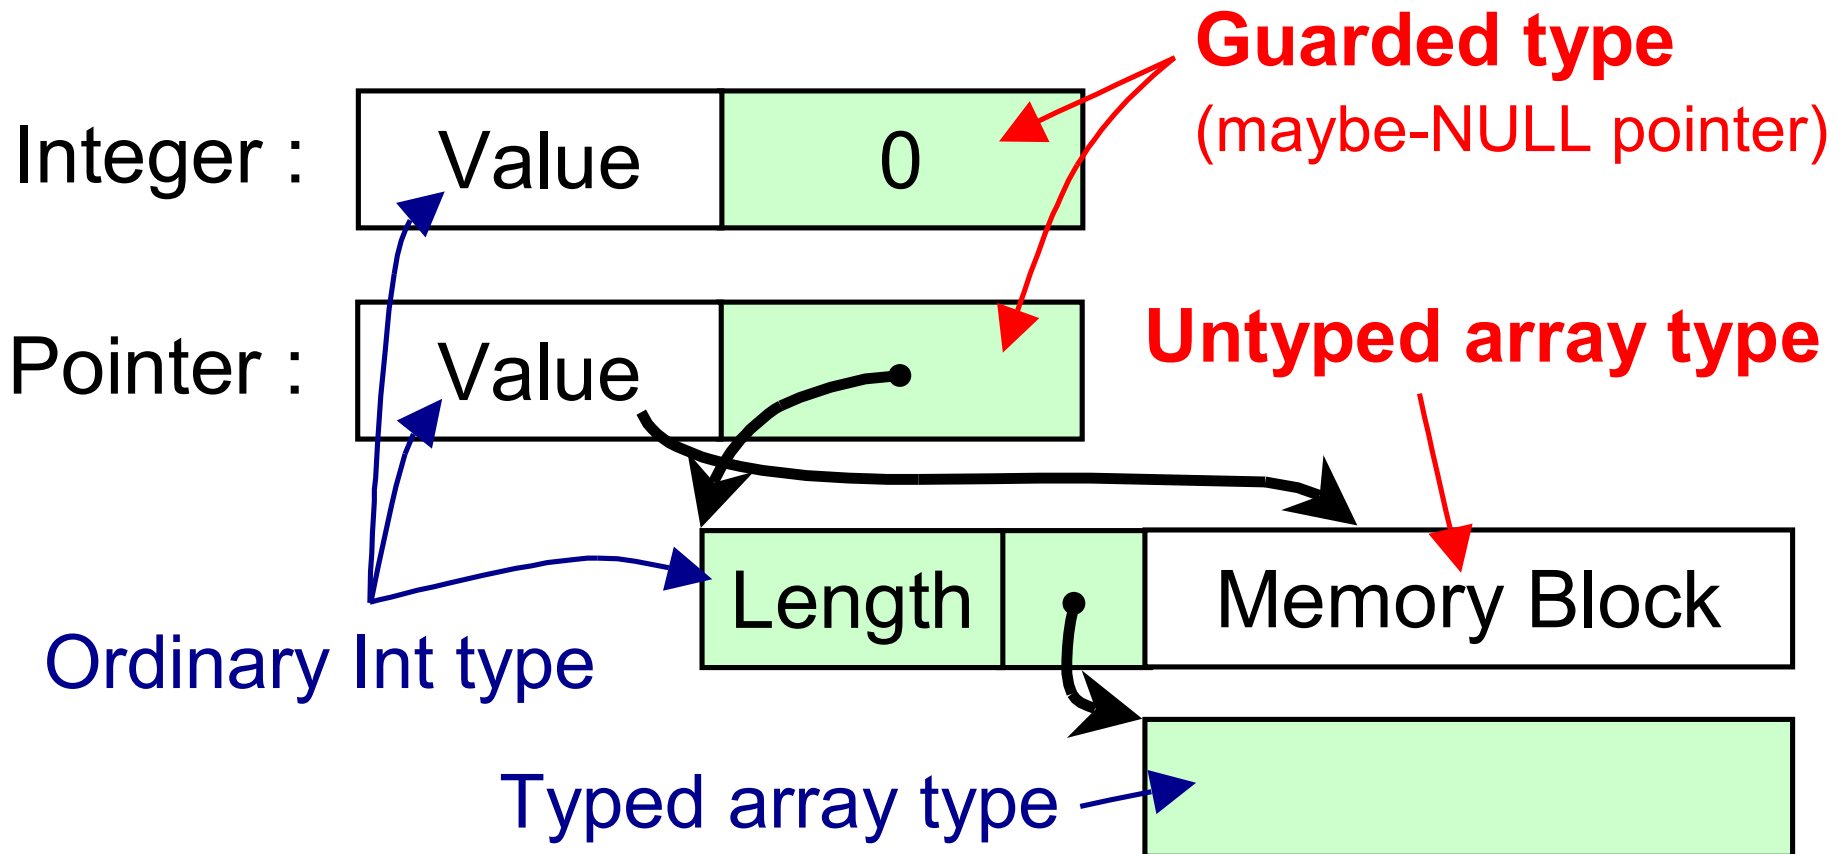 Guarded type
(maybe-NULL pointer)
Integer :
Value
0
Pointer :
Value
Untyped array type
Length
Memory Block
Ordinary Int type
Typed array type